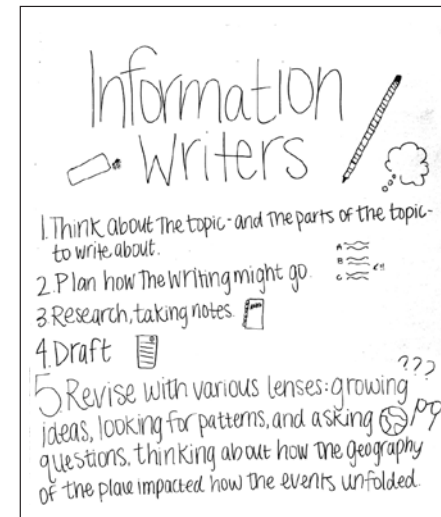 Information
Writers
1. Think about the topic - and the parts of the topic -
to write about.
A
2. Plan how the writing might go.
B
C
3. Research, taking notes.
4. Draft
???
5. Revise with various lenses: growing
ideas, looking for patterns, and asking
questions, thinking about how the geography
of the place impacted how the events unfolded.